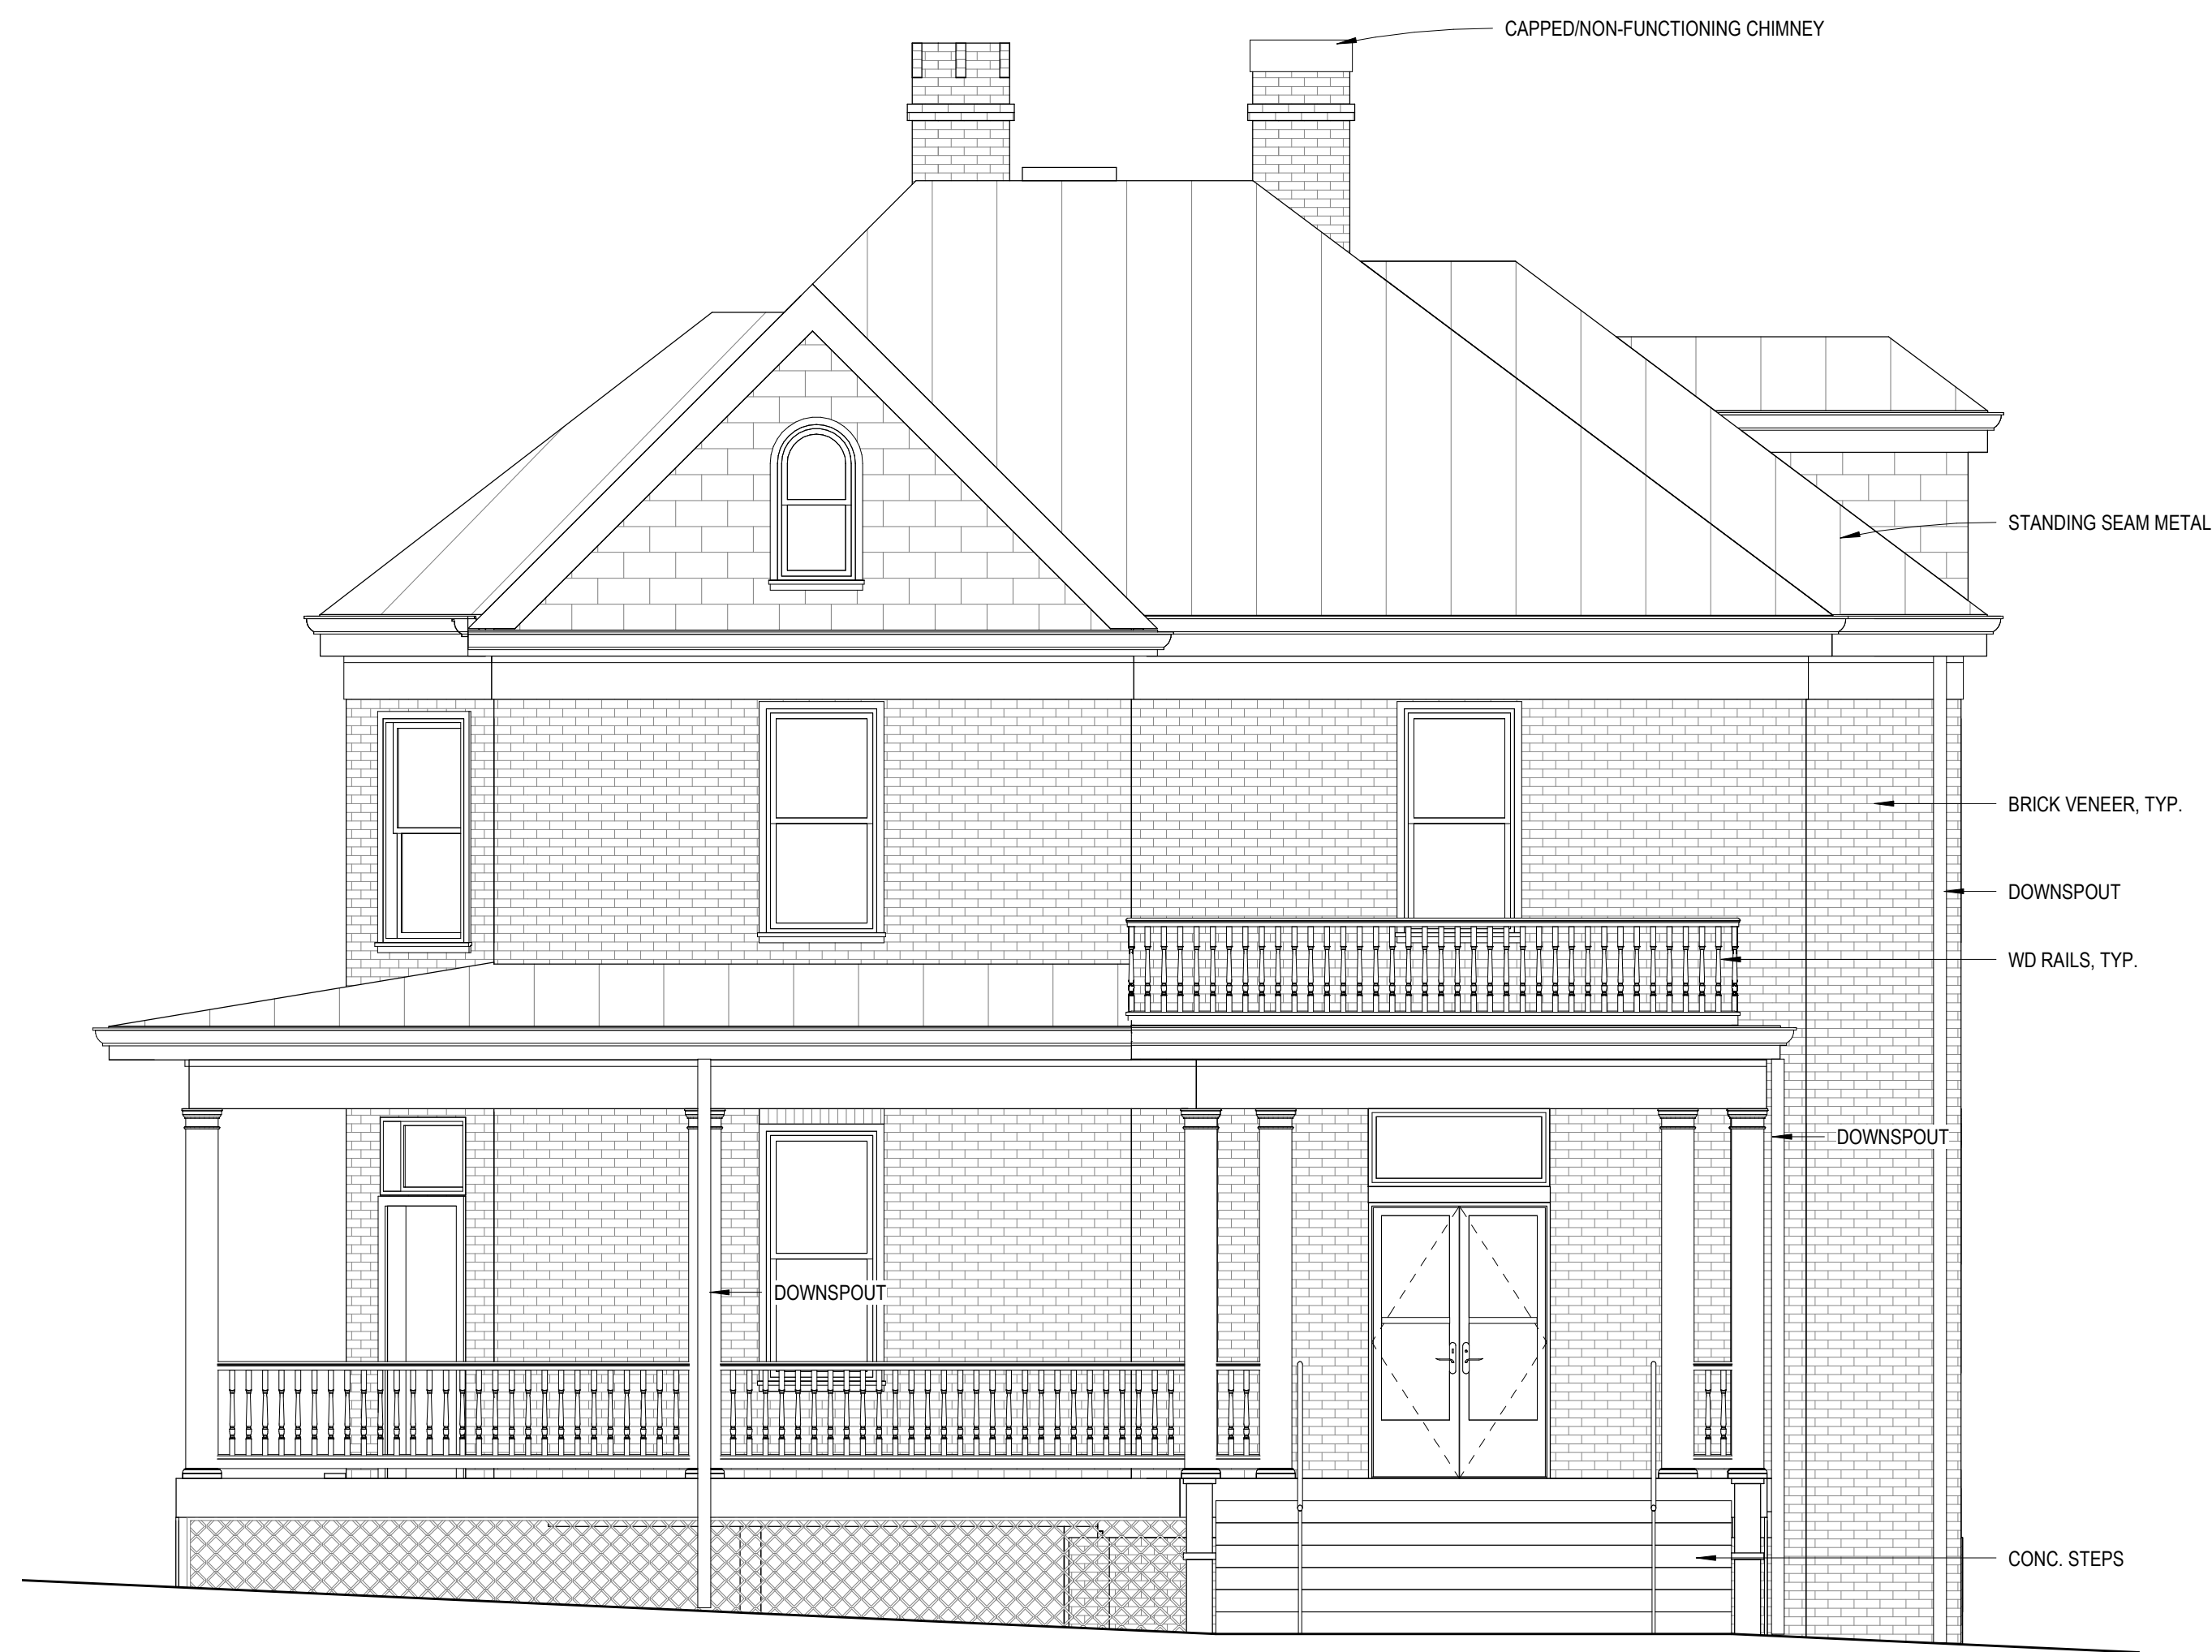 CAPPED/NON-FUNCTIONING CHIMNEY
STANDING SEAM METAL
BRICK VENEER, TYP.
DOWNSPOUT
WD RAILS, TYP.
DOWNSPOUT
DOWNSPOUT
CONC. STEPS